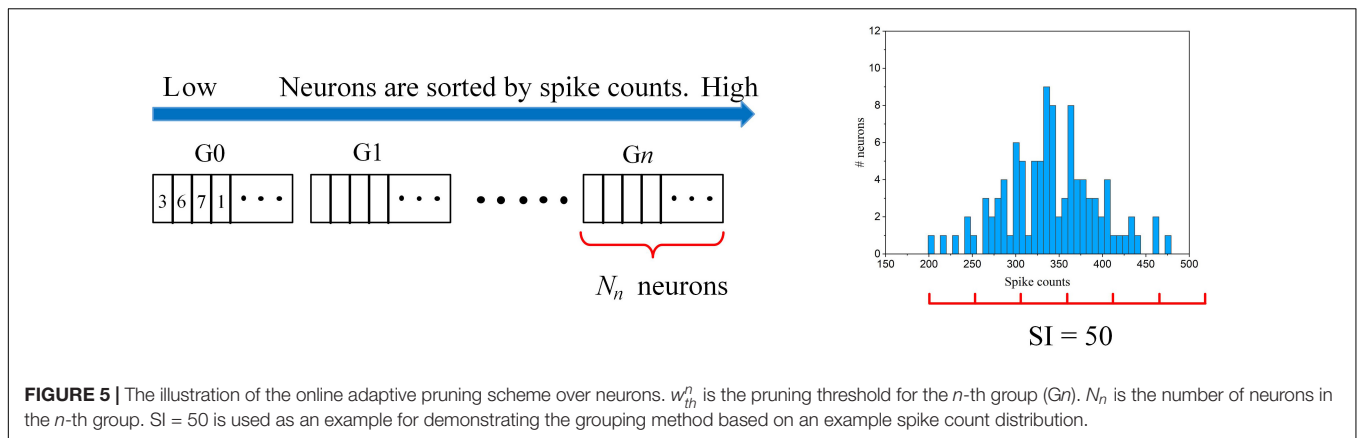 Low Neurons are sorted by spike counts. High
G0 G1 Gn
3 6 7 1 • • • • • • • • • • • • • •
Nn neurons
12
10
8
6
4
2
0
# neurons
150 200 250 300 350 400 450 500
Spike counts
SI = 50
FIGURE 5 | The illustration of the online adaptive pruning scheme over neurons. w^n_th is the pruning threshold for the n-th group (Gn). N_n is the number of neurons in
the n-th group. SI = 50 is used as an example for demonstrating the grouping method based on an example spike count distribution.